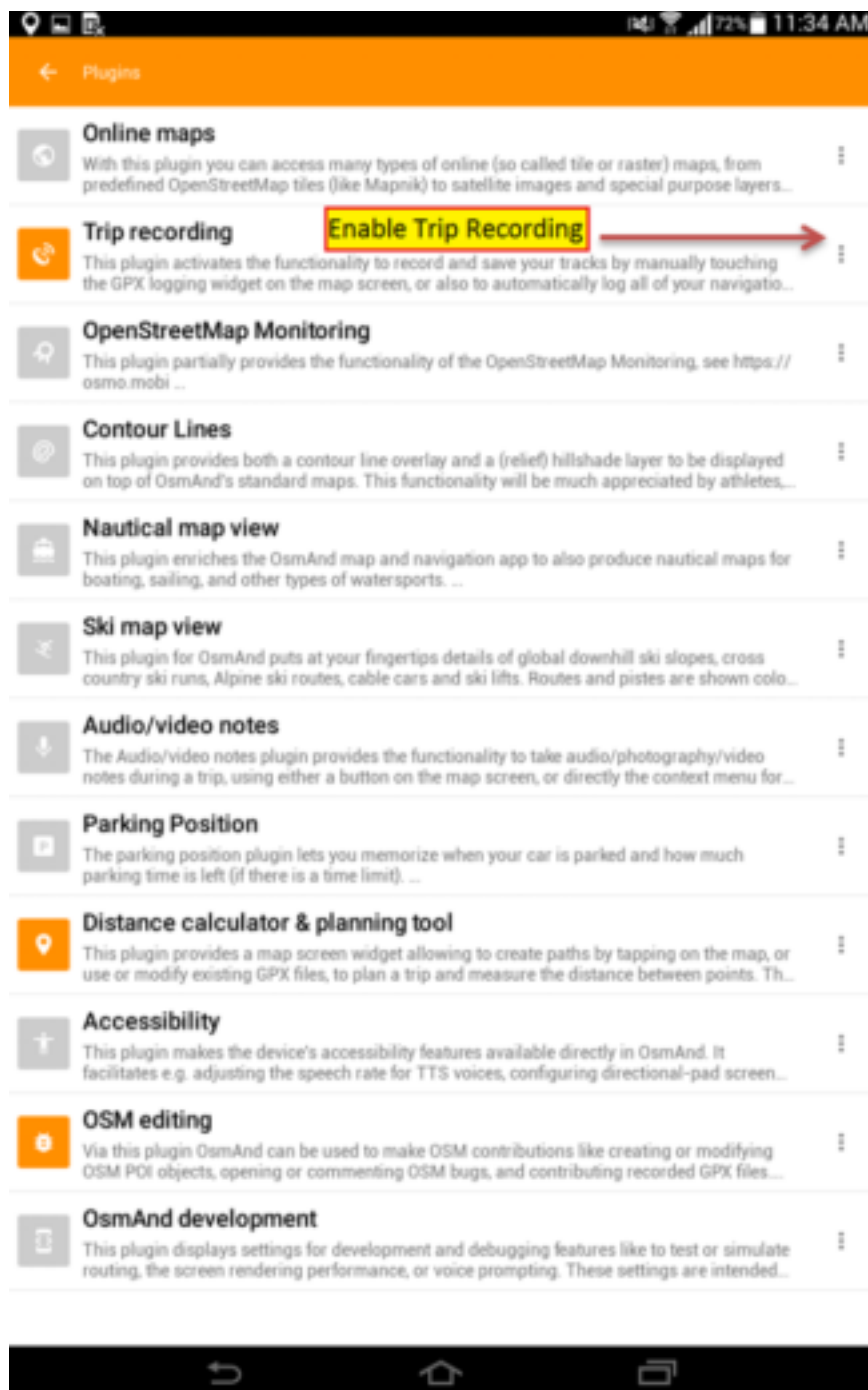 72% 11:34 AM
Plugins
Online maps
With this plugin you can access many types of online (so called tile or raster) maps, from
predefined OpenStreetMap tiles (like Mapnik) to satellite images and special purpose layers...
Trip recording
Enable Trip Recording
This plugin activates the functionality to record and save your tracks by manually touching
the GPX logging widget on the map screen, or also to automatically log all of your navigatio...
OpenStreetMap Monitoring
This plugin partially provides the functionality of the OpenStreetMap Monitoring, see https://
osmo.mobi ...
Contour Lines
This plugin provides both a contour line overlay and a (relief) hillshade layer to be displayed
on top of OsmAnd's standard maps. This functionality will be much appreciated by athletes,...
Nautical map view
This plugin enriches the OsmAnd map and navigation app to also produce nautical maps for
boating, sailing, and other types of watersports. ...
Ski map view
This plugin for OsmAnd puts at your fingertips details of global downhill ski slopes, cross
country ski runs, Alpine ski routes, cable cars and ski lifts. Routes and pistes are shown colo...
Audio/video notes
The Audio/video notes plugin provides the functionality to take audio/photography/video
notes during a trip, using either a button on the map screen, or directly the context menu for...
Parking Position
The parking position plugin lets you memorize when your car is parked and how much
parking time is left (if there is a time limit). ...
Distance calculator & planning tool
This plugin provides a map screen widget allowing to create paths by tapping on the map, or
use or modify existing GPX files, to plan a trip and measure the distance between points. Th...
Accessibility
This plugin makes the device's accessibility features available directly in OsmAnd. It
facilitates e.g. adjusting the speech rate for TTS voices, configuring directional-pad screen...
OSM editing
Via this plugin OsmAnd can be used to make OSM contributions like creating or modifying
OSM POI objects, opening or commenting OSM bugs, and contributing recorded GPX files....
OsmAnd development
This plugin displays settings for development and debugging features like to test or simulate
routing, the screen rendering performance, or voice prompting. These settings are intended...